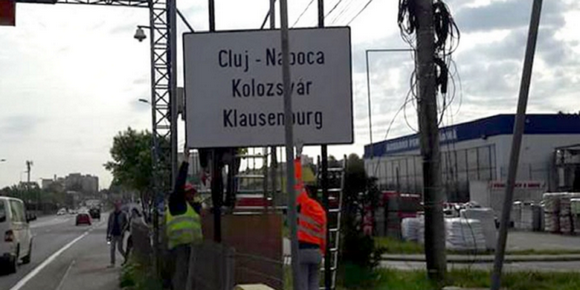 Cluj - Napoca
Kolozsvár
Klausenburg